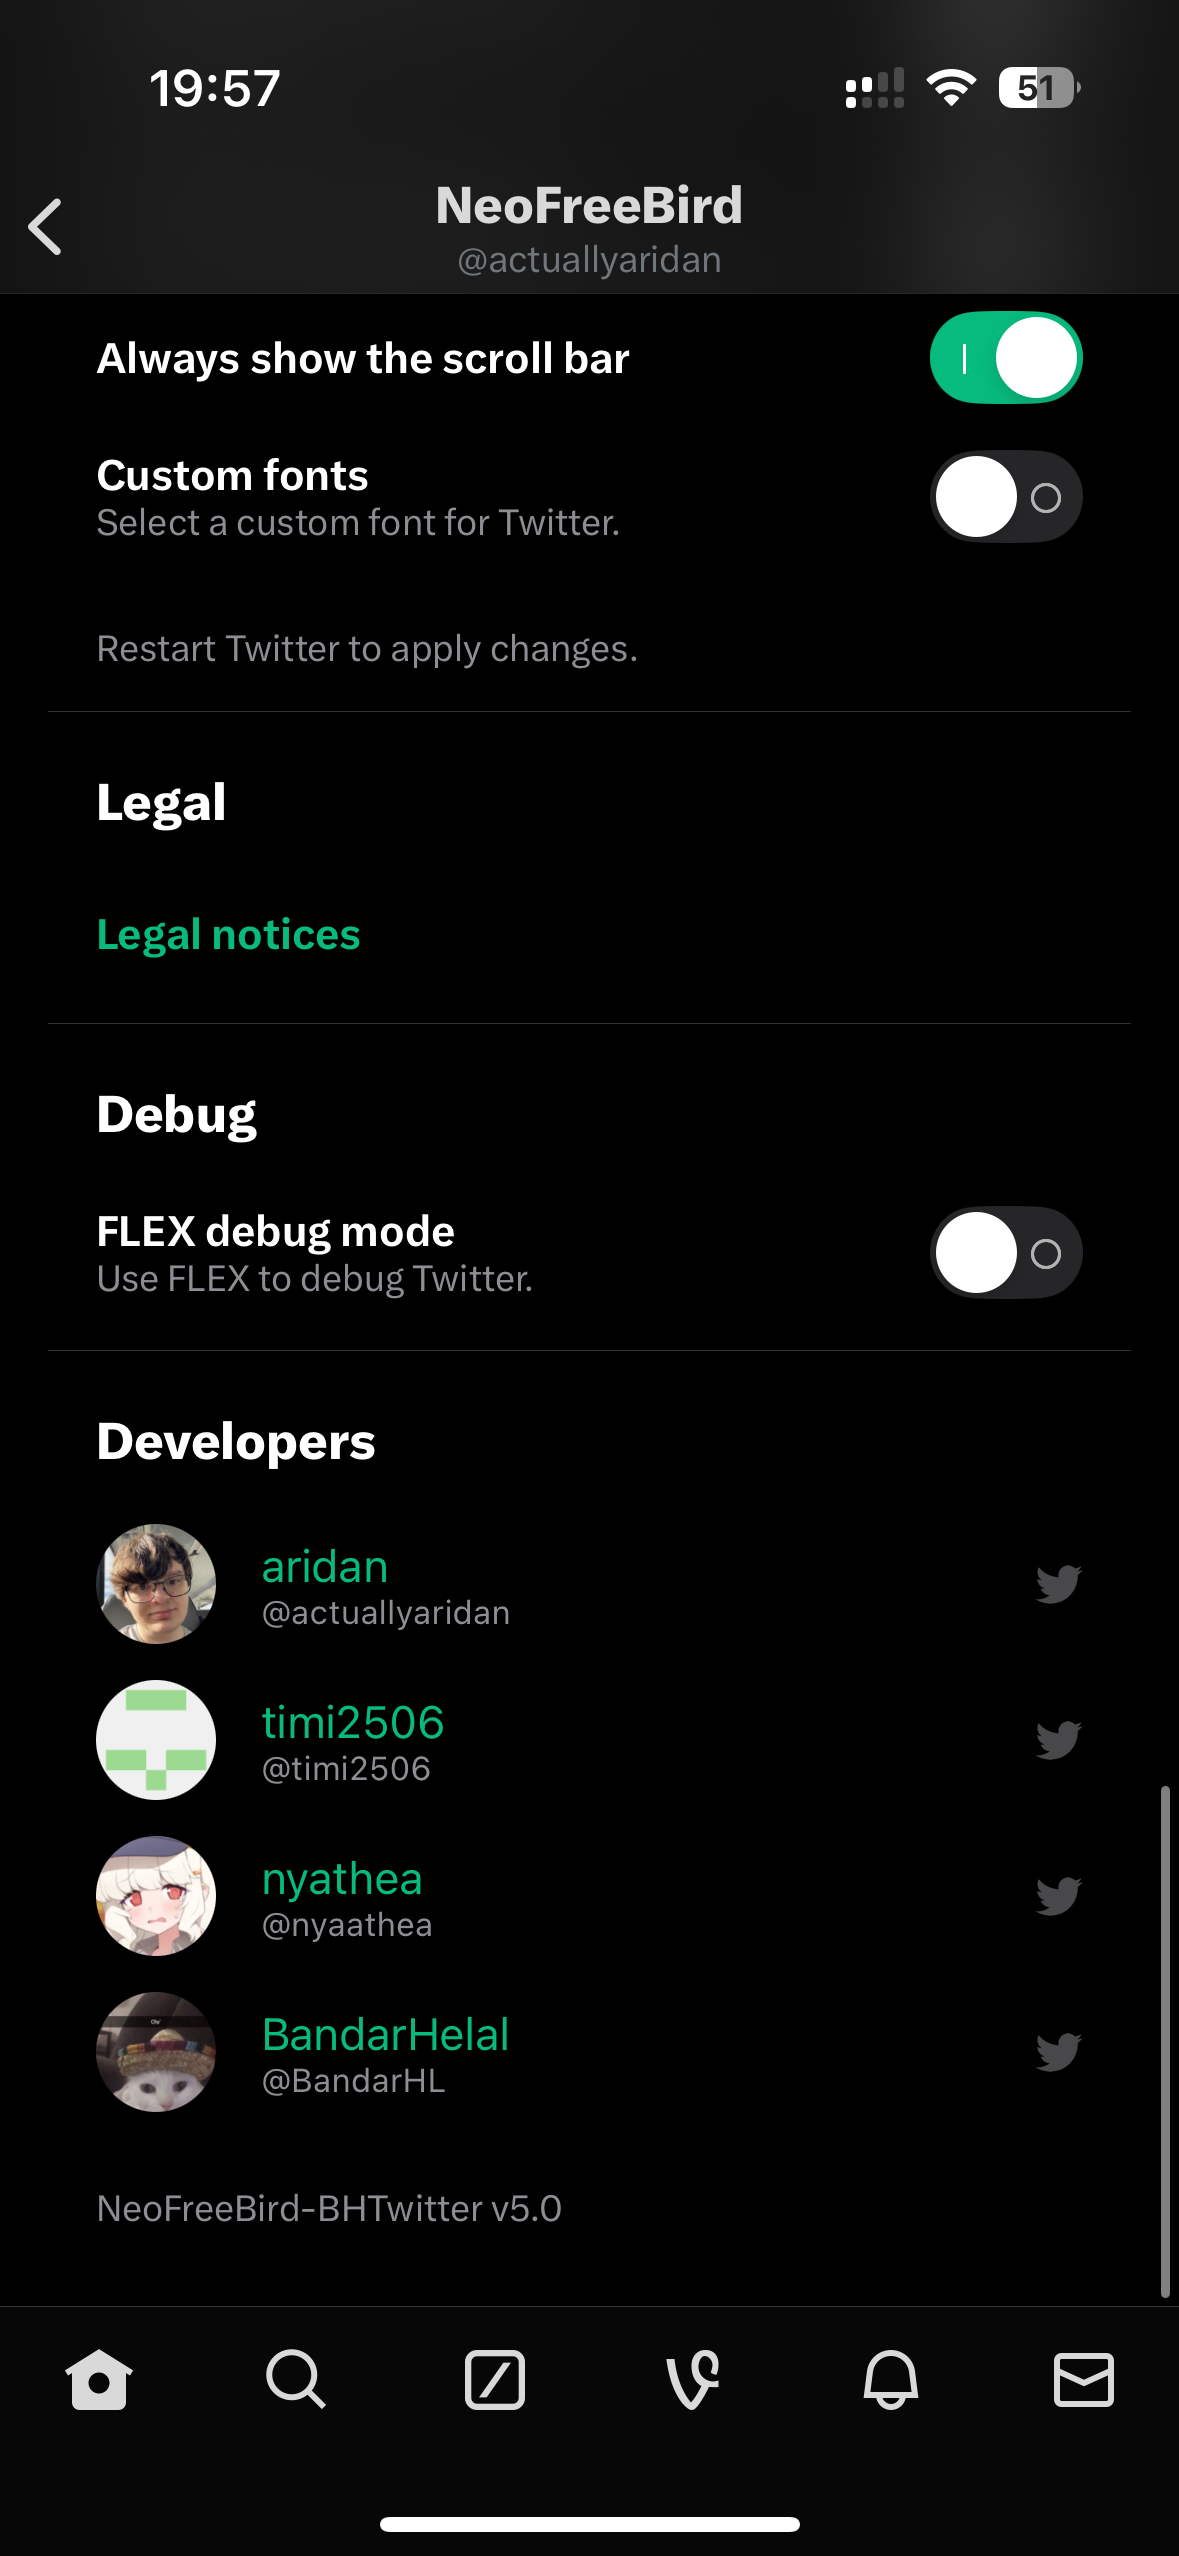 19:57
51
NeoFreeBird
@actuallyaridan
Always show the scroll bar
Custom fonts
Select a custom font for Twitter.
Restart Twitter to apply changes.
Legal
Legal notices
Debug
FLEX debug mode
Use FLEX to debug Twitter.
Developers
aridan
@actuallyaridan
timi2506
@timi2506
nyathea
@nyaathea
BandarHelal
@BandarHL
NeoFreeBird-BHTwitter v5.0